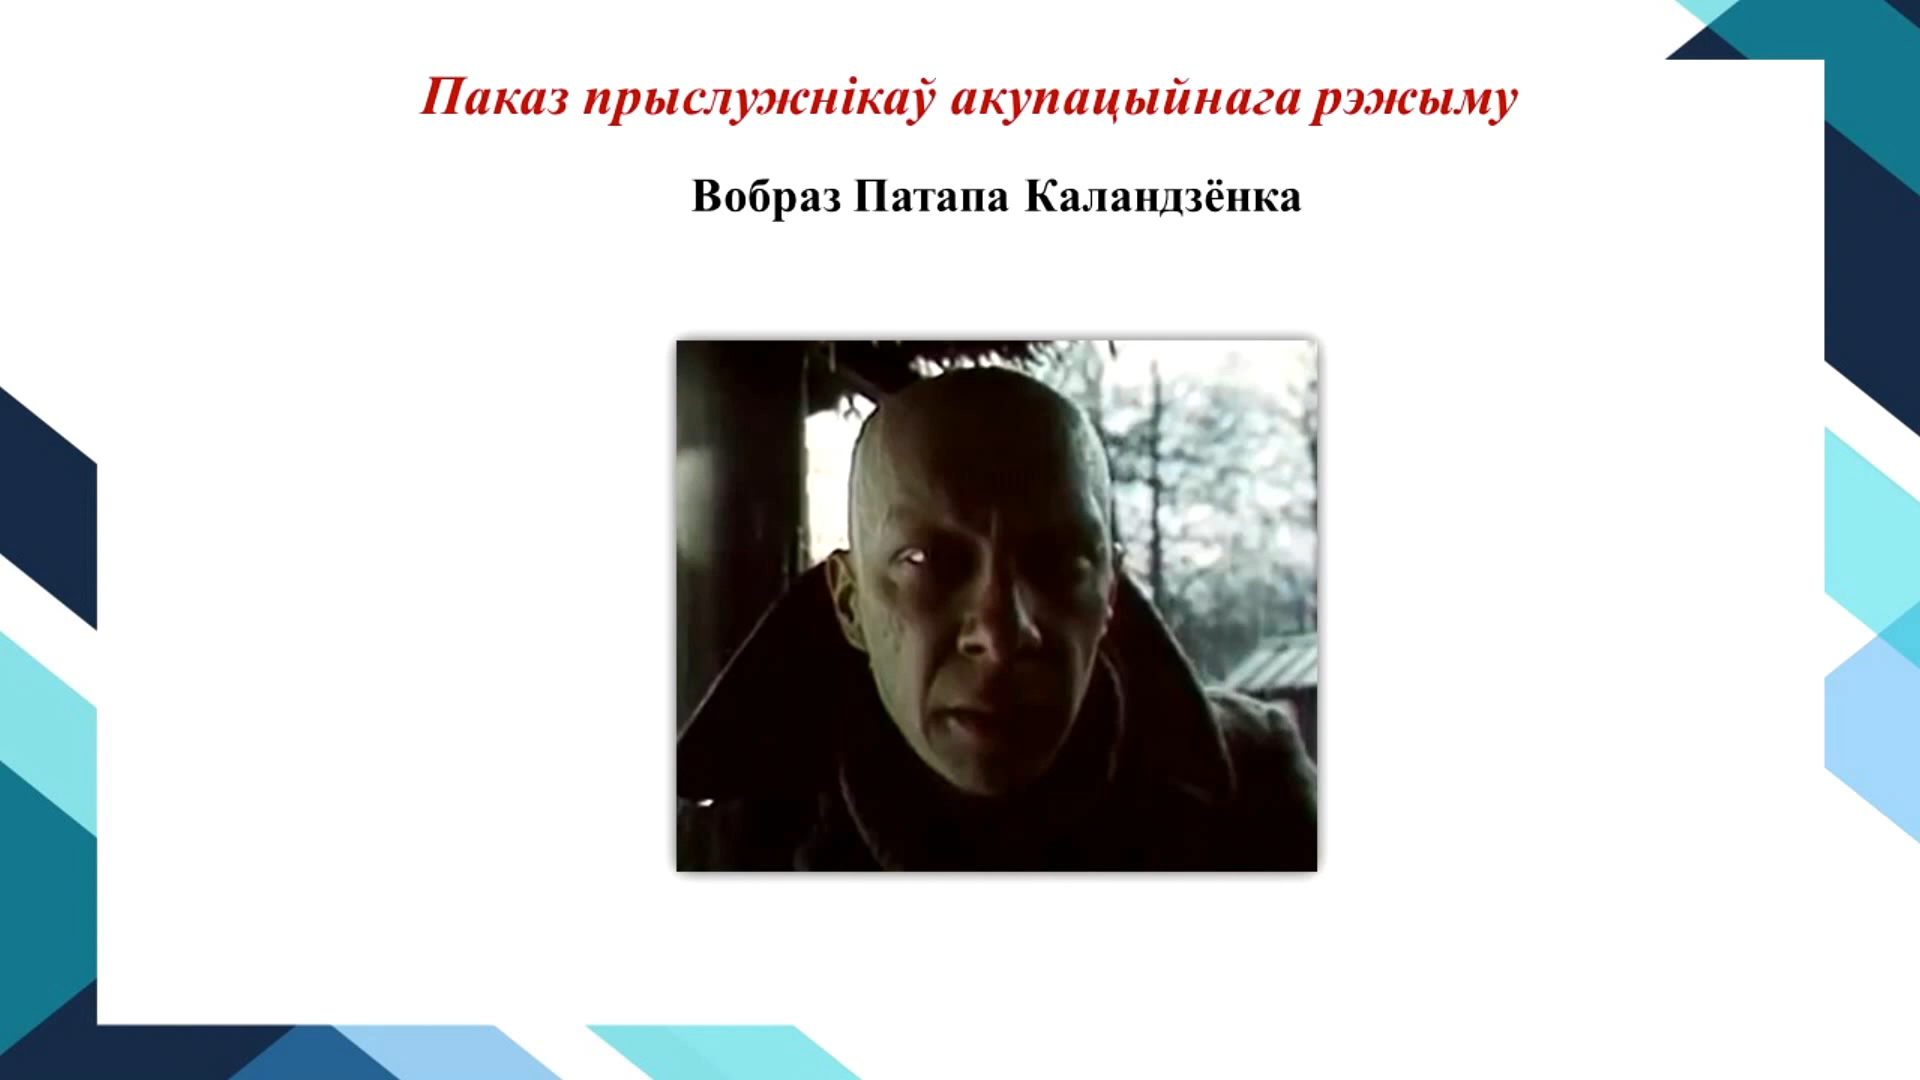 Паказ прыслужнікаў акупацыйнага рэжыму
Вобраз Патапа Каландзёнка